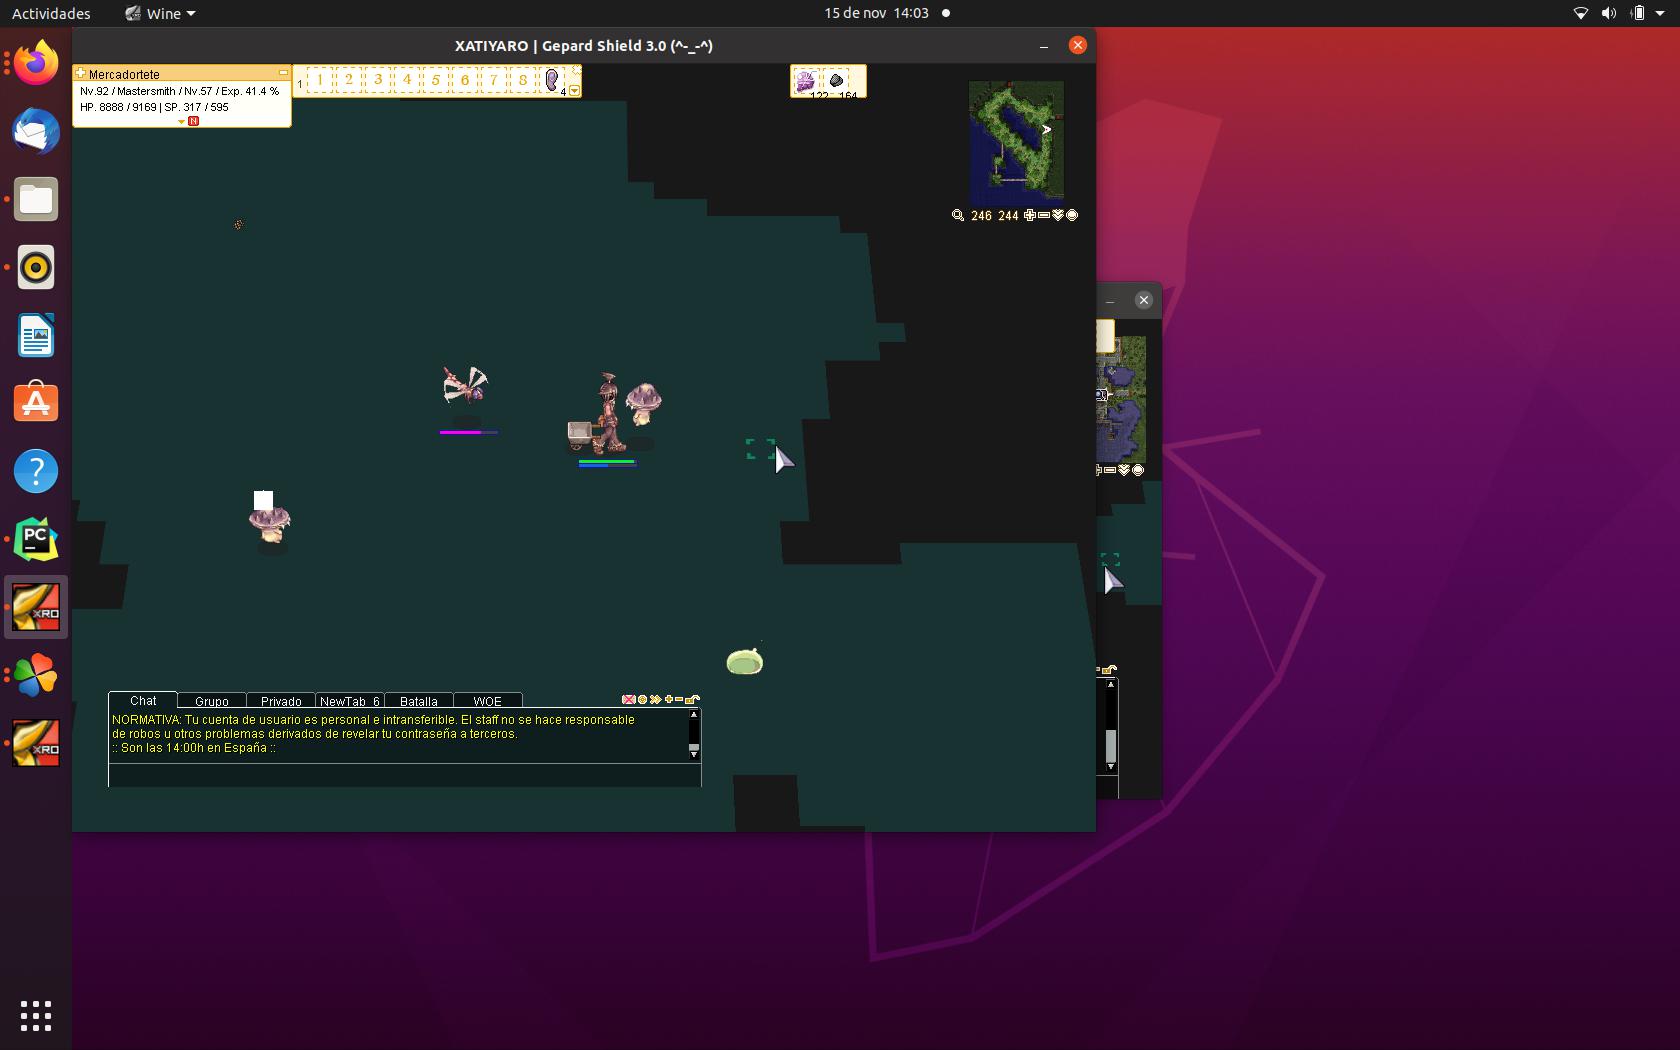 Actividades
Wine
15 de nov 14:03
XATIYARO | Gepard Shield 3.0 (^-_-^)
Mercadortete
Nv.92 / Mastersmith / Nv.57 / Exp. 41.4 %
HP. 8888 / 9169 | SP. 317 / 595
N
1
1 2 3 4 5 6 7 8
4
122 164
246 244
PC
XRO
XRO
Chat Grupo Privado NewTab_6 Batalla WOE
NORMATIVA: Tu cuenta de usuario es personal e intransferible. El staff no se hace responsable
de robos u otros problemas derivados de revelar tu contraseña a terceros.
:: Son las 14:00h en España ::